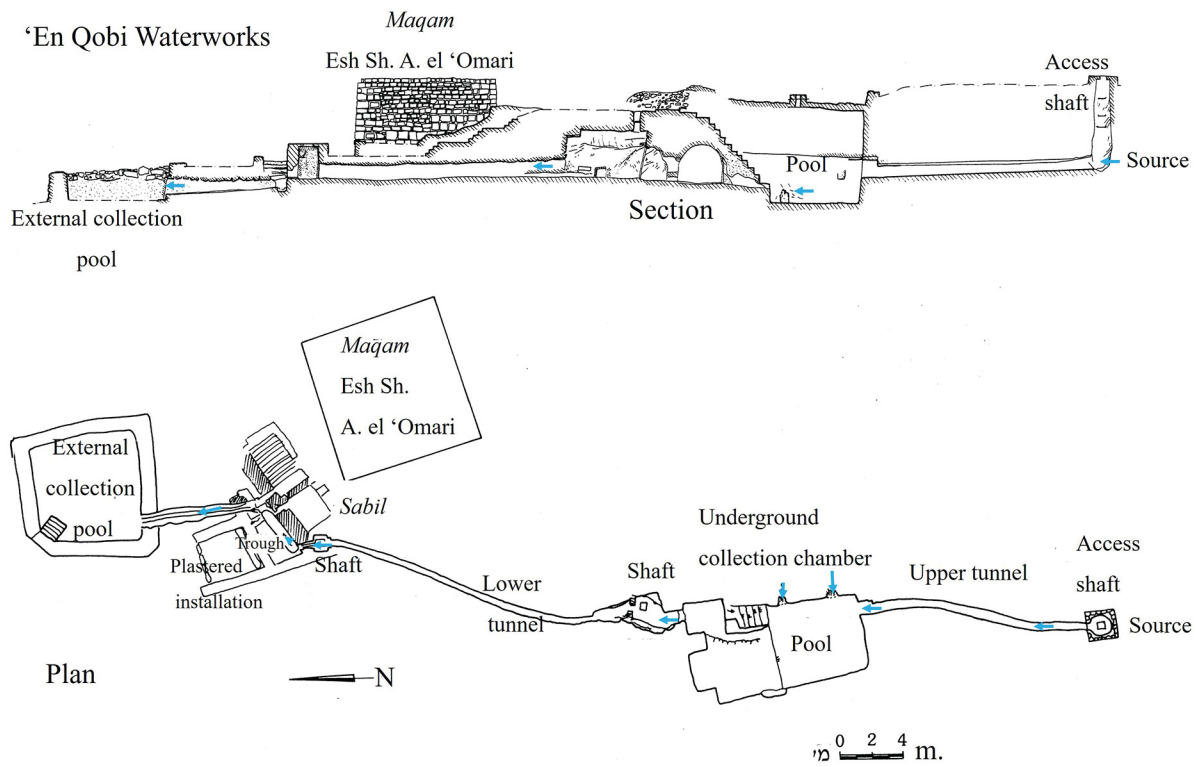 ‘En Qobi Waterworks
Maqam
Esh Sh. A. el ‘Omari
Access
shaft
Source
Pool
External collection
pool
Section
Maqam
Esh Sh.
A. el ‘Omari
External
collection
pool
Sabil
Trough
Plastered
installation
Shaft
Lower
tunnel
Shaft
Underground
collection chamber
Pool
Upper tunnel
Access
shaft
Source
Plan
N
מ׳ 0 2 4 m.